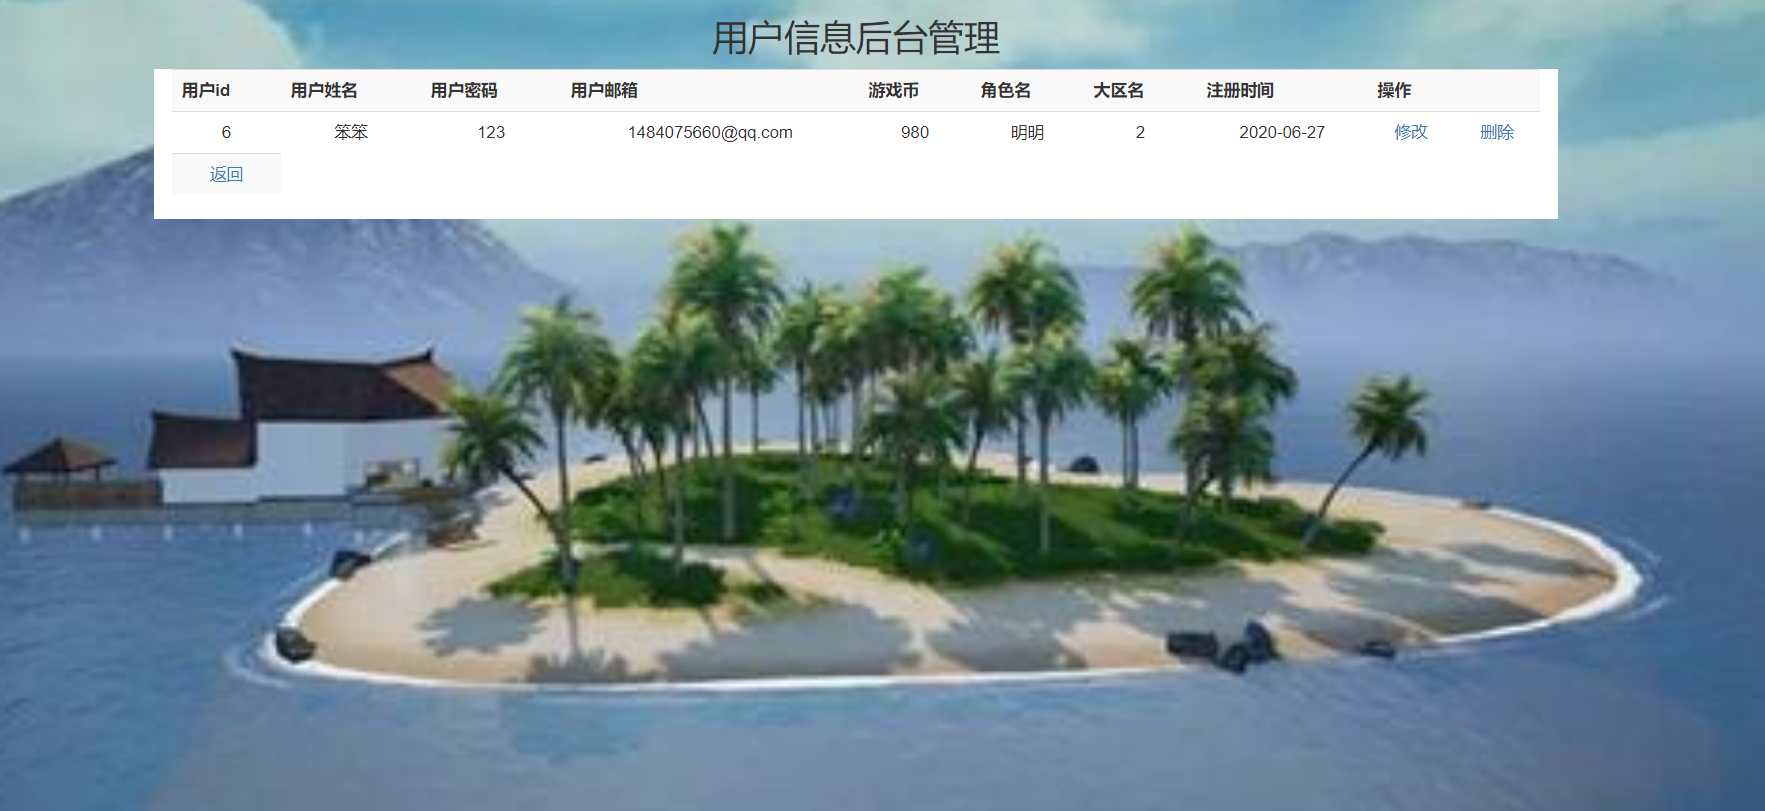 用户信息后台管理
用户id 用户姓名 用户密码 用户邮箱 游戏币 角色名 大区名 注册时间 操作
6 笨笨 123 1484075660@qq.com 980 明明 2 2020-06-27 修改 删除
返回